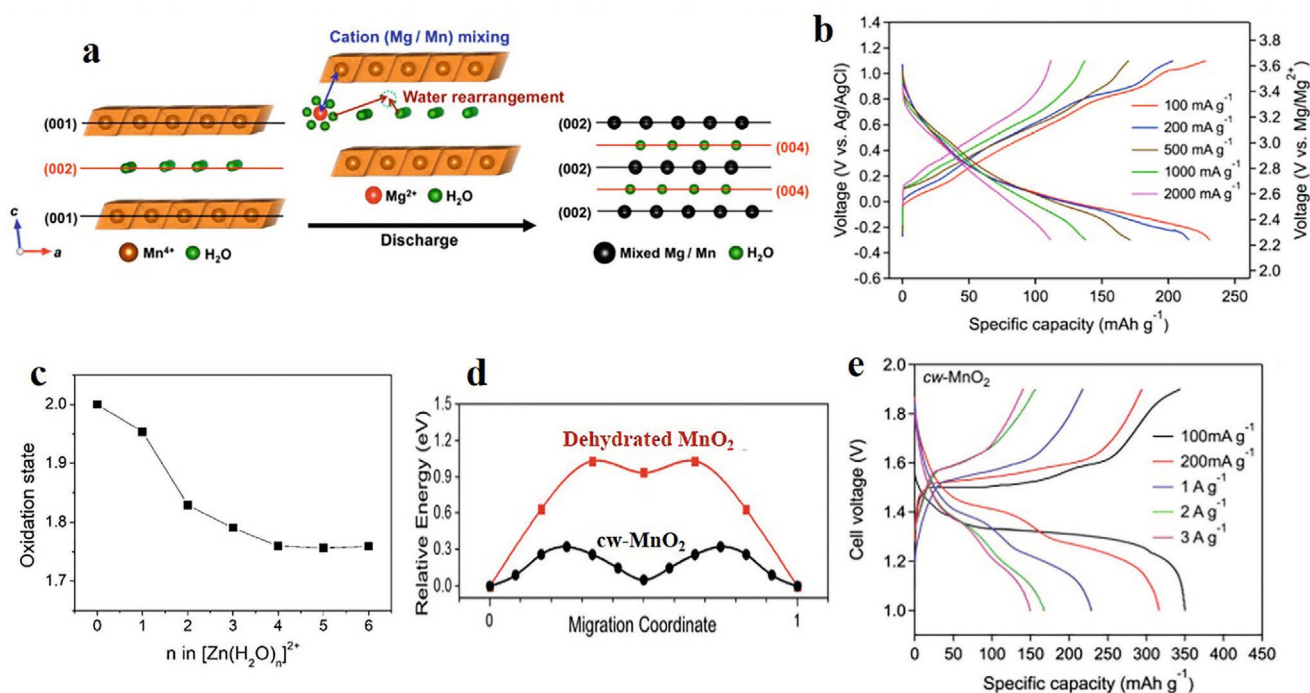 a
Cation (Mg / Mn) mixing
Water rearrangement
(001)
(002)
(001)
c
a
Mn⁴⁺
H₂O
Mg²⁺
H₂O
Discharge
(002)
(004)
(002)
(004)
(002)
Mixed Mg / Mn
H₂O
b
Voltage (V vs. Ag/AgCl)
1.4
1.2
1.0
0.8
0.6
0.4
0.2
0.0
-0.2
-0.4
-0.6
100 mA g⁻¹
200 mA g⁻¹
500 mA g⁻¹
1000 mA g⁻¹
2000 mA g⁻¹
3.8
3.6
3.4
3.2
3.0
2.8
2.6
2.4
2.2
2.0
Voltage (V vs. Mg/Mg²⁺)
0 50 100 150 200 250
Specific capacity (mAh g⁻¹)
c
Oxidation state
2.0
1.9
1.8
1.7
0 1 2 3 4 5 6
n in [Zn(H₂O)ₙ]²⁺
d
Relative Energy (eV)
1.5
1.2
0.9
0.6
0.3
0.0
Dehydrated MnO₂
cw-MnO₂
0 1
Migration Coordinate
e
cw-MnO₂
Cell voltage (V)
2.0
1.8
1.6
1.4
1.2
1.0
100mA g⁻¹
200mA g⁻¹
1 A g⁻¹
2 A g⁻¹
3 A g⁻¹
0 50 100 150 200 250 300 350 400 450
Specific capacity (mAh g⁻¹)